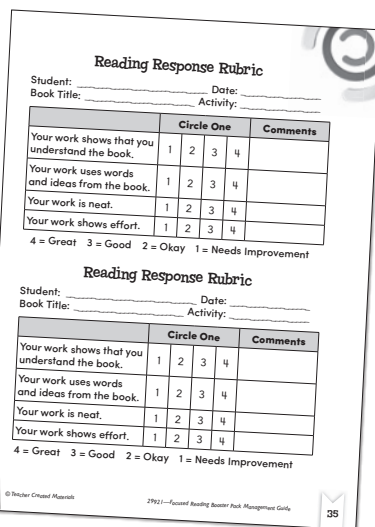 Reading Response Rubric
Student: Date:
Book Title: Activity:
Circle One Comments
Your work shows that you
understand the book. 1 2 3 4
Your work uses words
and ideas from the book. 1 2 3 4
Your work is neat. 1 2 3 4
Your work shows effort. 1 2 3 4
4 = Great 3 = Good 2 = Okay 1 = Needs Improvement
Reading Response Rubric
Student: Date:
Book Title: Activity:
Circle One Comments
Your work shows that you
understand the book. 1 2 3 4
Your work uses words
and ideas from the book. 1 2 3 4
Your work is neat. 1 2 3 4
Your work shows effort. 1 2 3 4
4 = Great 3 = Good 2 = Okay 1 = Needs Improvement
© Teacher Created Materials 29921—Focused Reading Booster Pack Management Guide 35